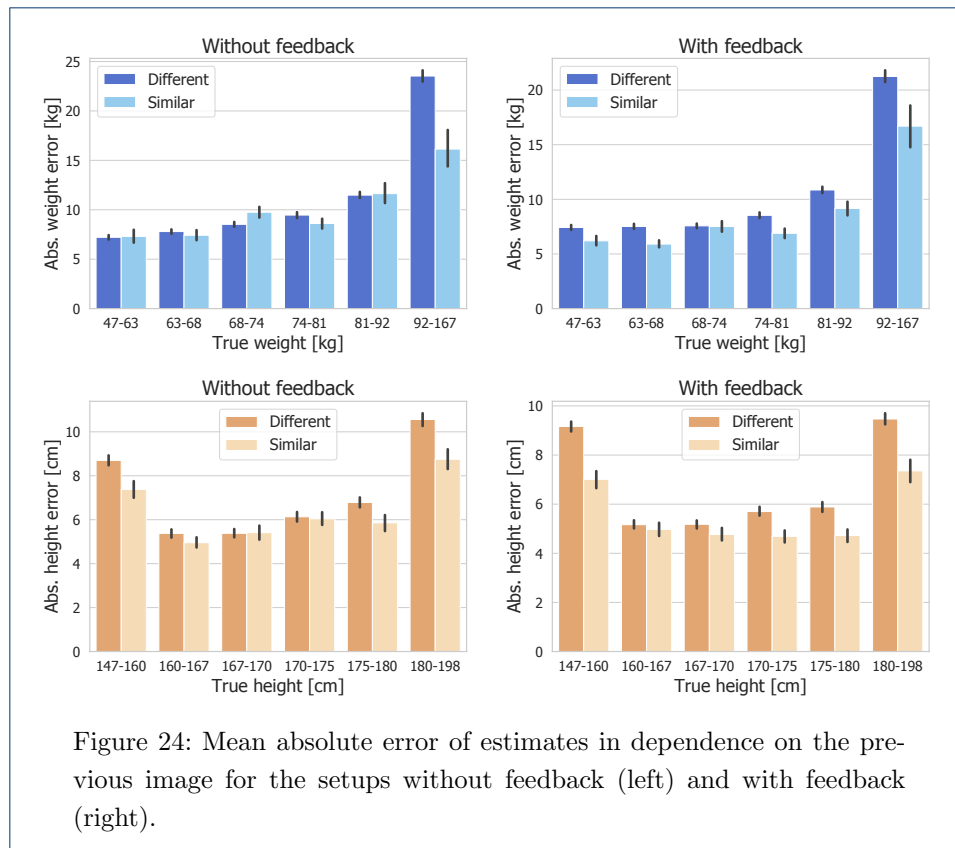 Without feedback
25
20
15
10
5
0
Abs. weight error [kg]
Different
Similar
47-63 63-68 68-74 74-81 81-92 92-167
True weight [kg]
With feedback
20
15
10
5
0
Abs. weight error [kg]
Different
Similar
47-63 63-68 68-74 74-81 81-92 92-167
True weight [kg]
Without feedback
10
8
6
4
2
0
Abs. height error [cm]
Different
Similar
147-160 160-167 167-170 170-175 175-180 180-198
True height [cm]
With feedback
10
8
6
4
2
0
Abs. height error [cm]
Different
Similar
147-160 160-167 167-170 170-175 175-180 180-198
True height [cm]
Figure 24: Mean absolute error of estimates in dependence on the pre-
vious image for the setups without feedback (left) and with feedback
(right).